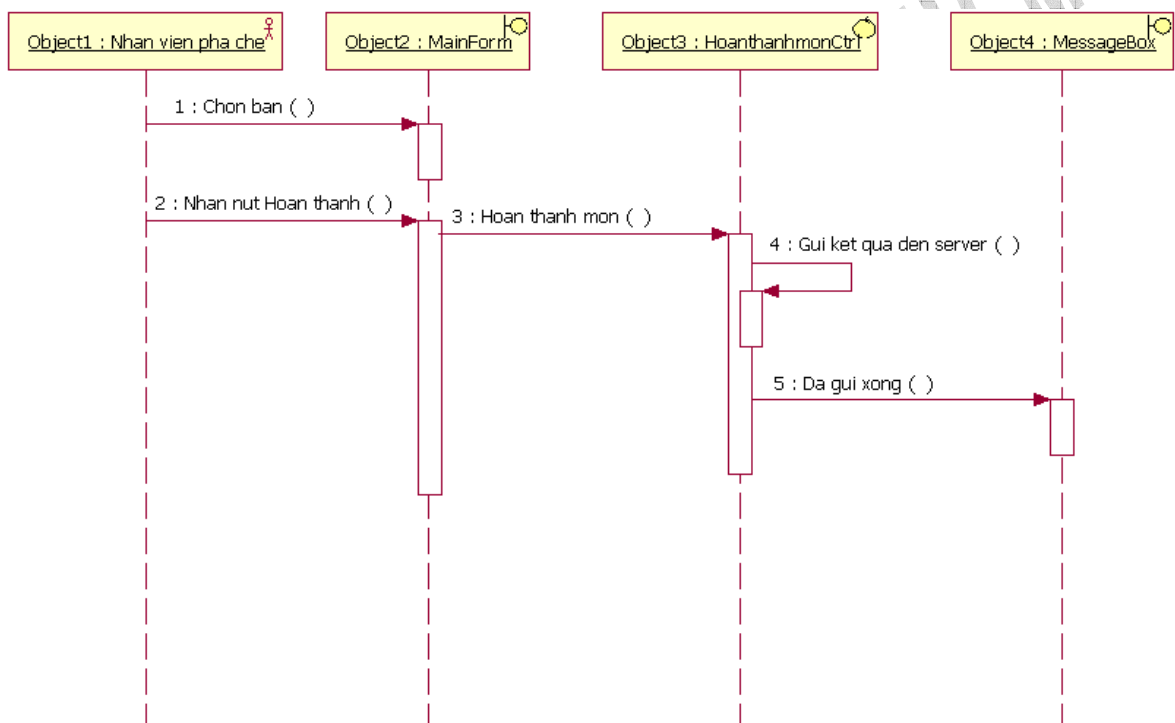 Object1 : Nhan vien pha che
Object2 : MainForm
Object3 : HoanthanhmonCtrl
Object4 : MessageBox
1 : Chon ban ( )
2 : Nhan nut Hoan thanh ( )
3 : Hoan thanh mon ( )
4 : Gui ket qua den server ( )
5 : Da gui xong ( )